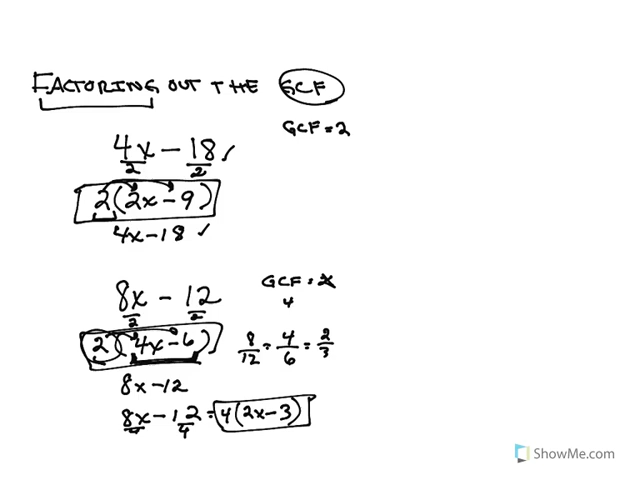 FACTORING OUT THE GCF
GCF = 2
4x - 18 ✓
2 2
2(2x - 9)
4x - 18 ✓
GCF = 2
4
8x - 12
2 2
2(4x - 6)
8/12 = 4/6 = 2/3
8x - 12
8x - 12 = 4(2x - 3)
4 4
ShowMe.com